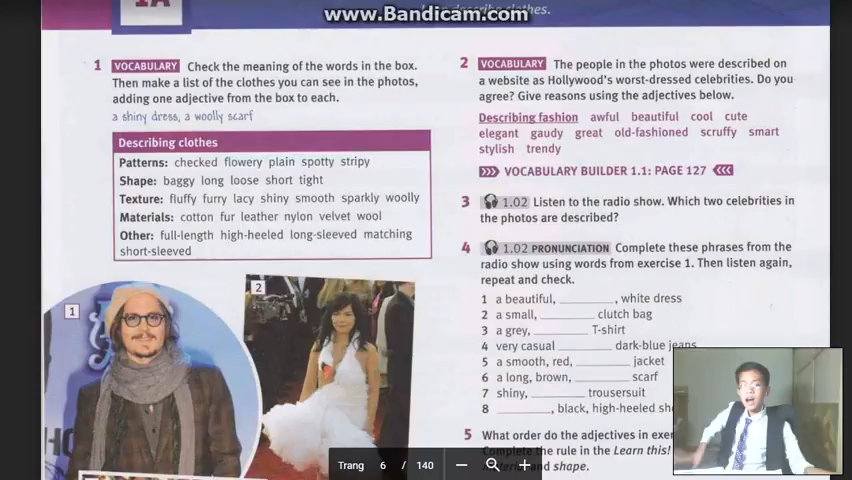 www.Bandicam.com
1A
describe clothes.
1 VOCABULARY Check the meaning of the words in the box.
Then make a list of the clothes you can see in the photos,
adding one adjective from the box to each.
a shiny dress, a woolly scarf
Describing clothes
Patterns: checked flowery plain spotty stripy
Shape: baggy long loose short tight
Texture: fluffy furry lacy shiny smooth sparkly woolly
Materials: cotton fur leather nylon velvet wool
Other: full-length high-heeled long-sleeved matching
short-sleeved
1
2
2 VOCABULARY The people in the photos were described on
a website as Hollywood's worst-dressed celebrities. Do you
agree? Give reasons using the adjectives below.
Describing fashion awful beautiful cool cute
elegant gaudy great old-fashioned scruffy smart
stylish trendy
VOCABULARY BUILDER 1.1: PAGE 127
3 1.02 Listen to the radio show. Which two celebrities in
the photos are described?
4 1.02 PRONUNCIATION Complete these phrases from the
radio show using words from exercise 1. Then listen again,
repeat and check.
1 a beautiful, ________, white dress
2 a small, ________ clutch bag
3 a grey, ________ T-shirt
4 very casual ________ dark-blue jeans
5 a smooth, red, ________ jacket
6 a long, brown, ________ scarf
7 shiny, ________ trousersuit
8 ________, black, high-heeled sh
5 What order do the adjectives in exer
Complete the rule in the Learn this!
material and shape.
Trang 6 / 140